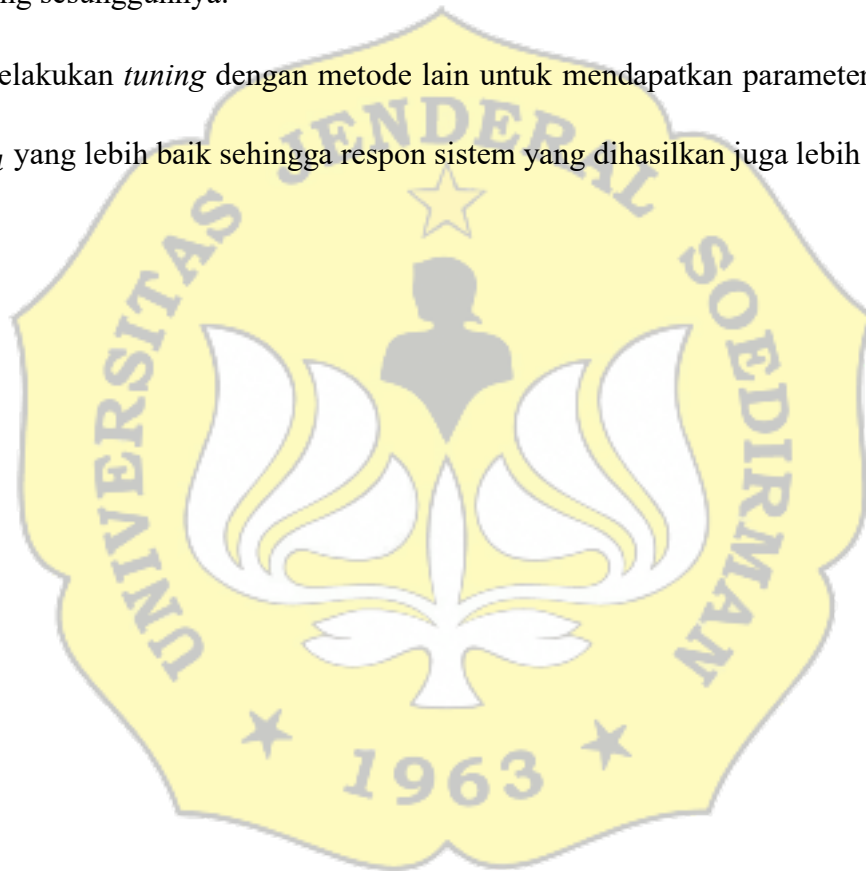 sesungguhnya.
elakukan tuning dengan metode lain untuk mendapatkan parameter
yang lebih baik sehingga respon sistem yang dihasilkan juga lebih
UNIVERSITAS JENDERAL SOEDIRMAN
1963